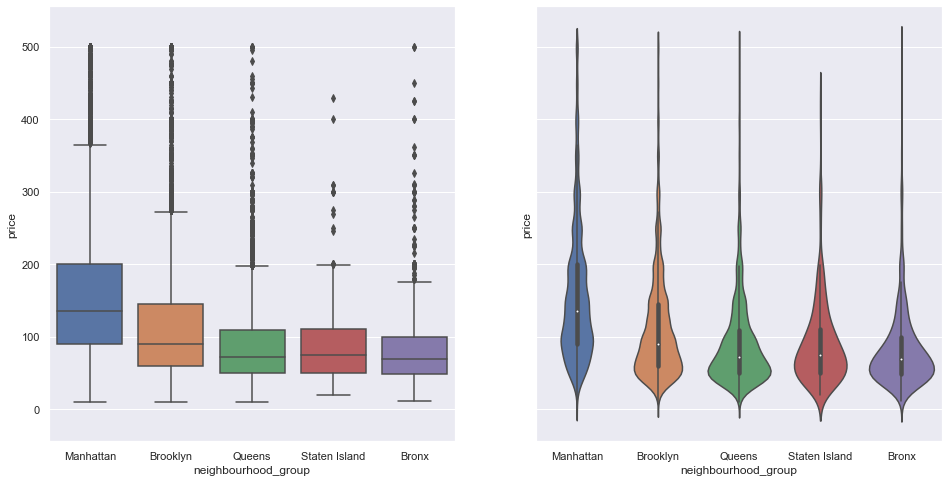 500
400
300
200
100
0
price
Manhattan
Brooklyn
Queens
Staten Island
Bronx
neighbourhood_group
price
Manhattan
Brooklyn
Queens
Staten Island
Bronx
neighbourhood_group